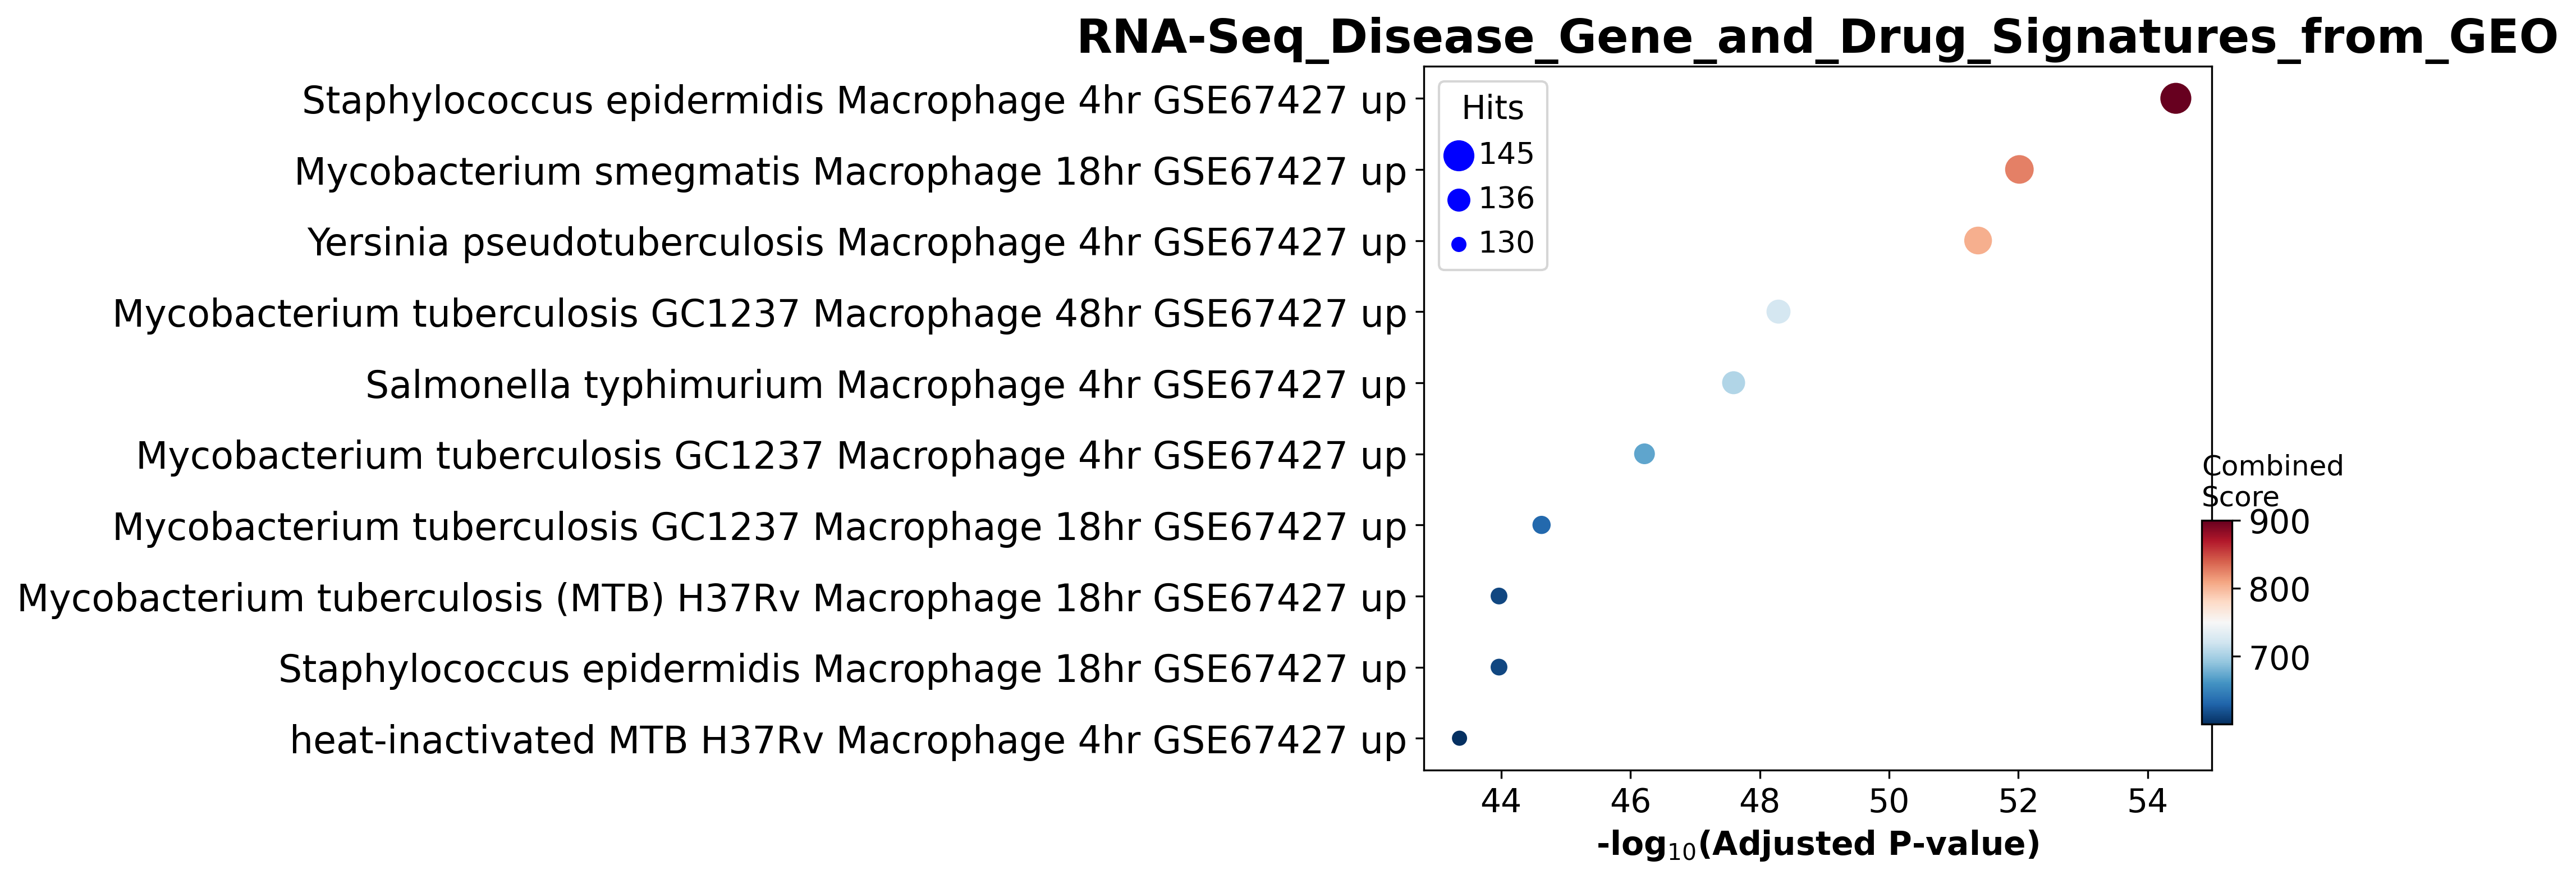 RNA-Seq_Disease_Gene_and_Drug_Signatures_from_GEO
Staphylococcus epidermidis Macrophage 4hr GSE67427 up
Mycobacterium smegmatis Macrophage 18hr GSE67427 up
Yersinia pseudotuberculosis Macrophage 4hr GSE67427 up
Mycobacterium tuberculosis GC1237 Macrophage 48hr GSE67427 up
Salmonella typhimurium Macrophage 4hr GSE67427 up
Mycobacterium tuberculosis GC1237 Macrophage 4hr GSE67427 up
Mycobacterium tuberculosis GC1237 Macrophage 18hr GSE67427 up
Mycobacterium tuberculosis (MTB) H37Rv Macrophage 18hr GSE67427 up
Staphylococcus epidermidis Macrophage 18hr GSE67427 up
heat-inactivated MTB H37Rv Macrophage 4hr GSE67427 up
Hits
145
136
130
Combined
Score
900
800
700
44 46 48 50 52 54
-log₁₀(Adjusted P-value)